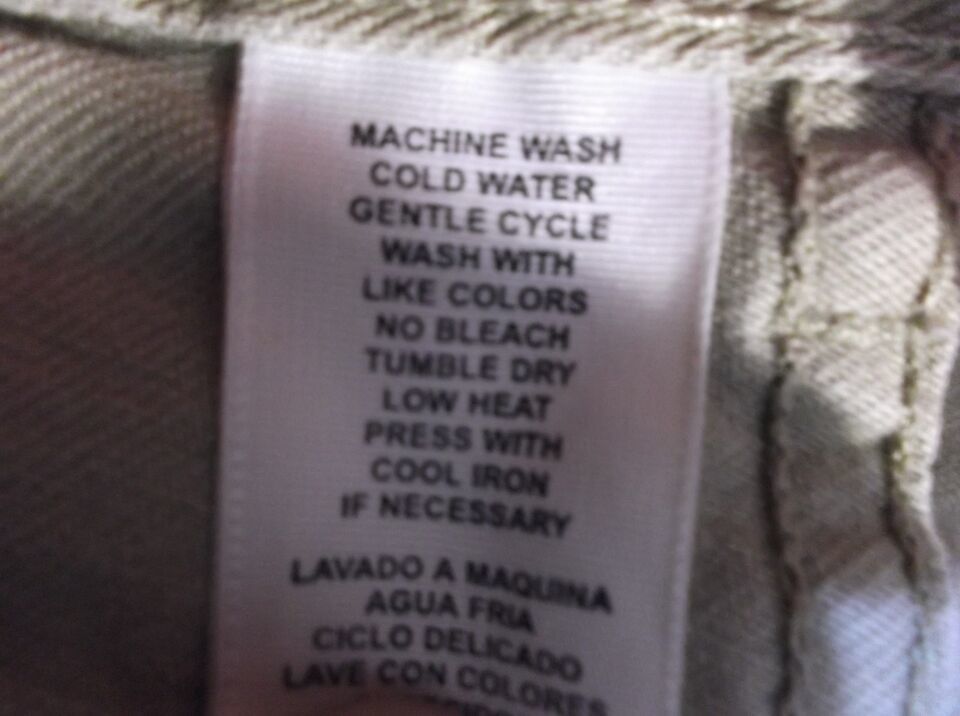 MACHINE WASH
COLD WATER
GENTLE CYCLE
WASH WITH
LIKE COLORS
NO BLEACH
TUMBLE DRY
LOW HEAT
PRESS WITH
COOL IRON
IF NECESSARY
LAVADO A MAQUINA
AGUA FRIA
CICLO DELICADO
LAVE CON COLORES